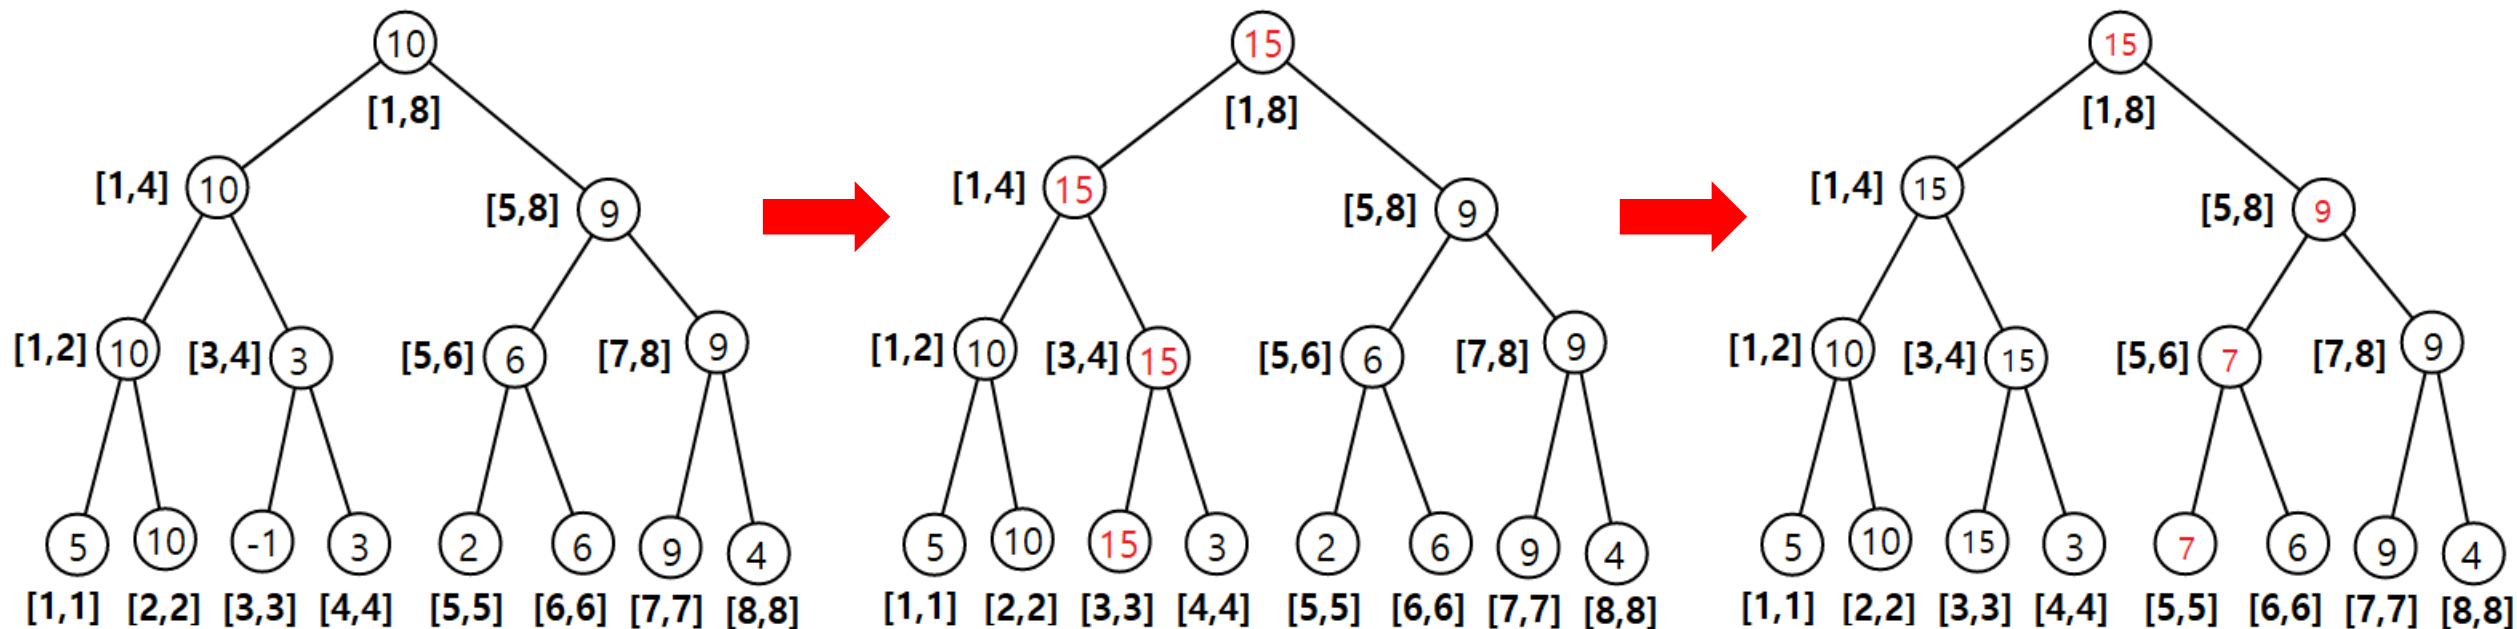 10 15 15
[1,8] [1,8] [1,8]
[1,4] 10 [5,8] 9 [1,4] 15 [5,8] 9 [1,4] 15 [5,8] 9
[1,2] 10 [3,4] 3 [5,6] 6 [7,8] 9 [1,2] 10 [3,4] 15 [5,6] 6 [7,8] 9 [1,2] 10 [3,4] 15 [5,6] 7 [7,8] 9
5 10 -1 3 2 6 9 4 5 10 15 3 2 6 9 4 5 10 15 3 7 6 9 4
[1,1] [2,2] [3,3] [4,4] [5,5] [6,6] [7,7] [8,8] [1,1] [2,2] [3,3] [4,4] [5,5] [6,6] [7,7] [8,8] [1,1] [2,2] [3,3] [4,4] [5,5] [6,6] [7,7] [8,8]